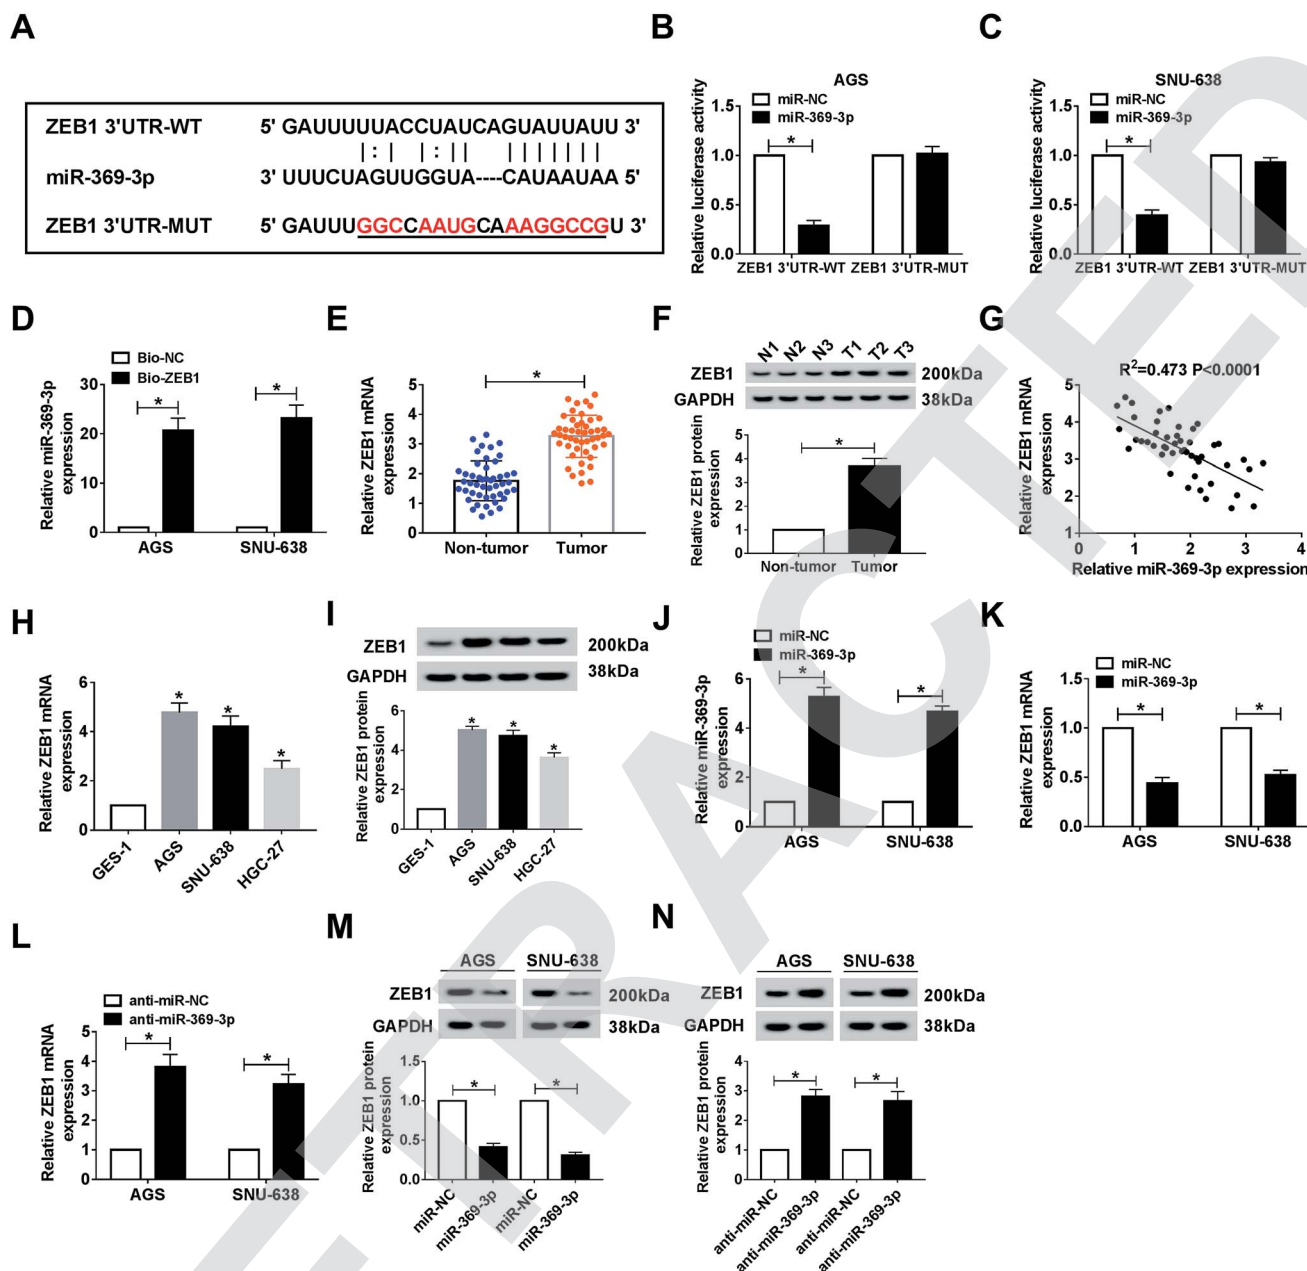 A
ZEB1 3'UTR-WT 5' GAUUUUUACCUAUCAGUAUUAUU 3'
miR-369-3p 3' UUUCUAGUUGGUA----CAUAAUAA 5'
ZEB1 3'UTR-MUT 5' GAUUUGGCCAAUGCAAAGGCCGU 3'
B
AGS
miR-NC
miR-369-3p
Relative luciferase activity
1.5
1.0
0.5
0.0
*
ZEB1 3'UTR-WT ZEB1 3'UTR-MUT
C
SNU-638
miR-NC
miR-369-3p
Relative luciferase activity
1.5
1.0
0.5
0.0
*
ZEB1 3'UTR-WT ZEB1 3'UTR-MUT
D
Bio-NC
Bio-ZEB1
Relative miR-369-3p
expression
30
20
10
0
* *
AGS SNU-638
E
Relative ZEB1 mRNA
expression
5
4
3
2
1
0
*
Non-tumor Tumor
F
N1 N2 N3 T1 T2 T3
ZEB1 200kDa
GAPDH 38kDa
Relative ZEB1 protein
expression
5
4
3
2
1
0
*
Non-tumor Tumor
G
R2=0.473 P<0.0001
Relative ZEB1 mRNA
expression
5
4
3
2
1
0 1 2 3 4
Relative miR-369-3p expression
H
Relative ZEB1 mRNA
expression
6
4
2
0
* * *
GES-1 AGS SNU-638 HGC-27
I
ZEB1 200kDa
GAPDH 38kDa
Relative ZEB1 protein
expression
6
4
2
0
* * *
GES-1 AGS SNU-638 HGC-27
J
miR-NC
miR-369-3p
Relative miR-369-3p
expression
6
4
2
0
* *
AGS SNU-638
K
miR-NC
miR-369-3p
Relative ZEB1 mRNA
expression
1.5
1.0
0.5
0.0
* *
AGS SNU-638
L
anti-miR-NC
anti-miR-369-3p
Relative ZEB1 mRNA
expression
5
4
3
2
1
0
* *
AGS SNU-638
M
AGS SNU-638
ZEB1 200kDa
GAPDH 38kDa
Relative ZEB1 protein
expression
1.5
1.0
0.5
0.0
* *
miR-NC miR-369-3p miR-NC miR-369-3p
N
AGS SNU-638
ZEB1 200kDa
GAPDH 38kDa
Relative ZEB1 protein
expression
4
3
2
1
0
* *
anti-miR-NC anti-miR-369-3p anti-miR-NC anti-miR-369-3p
RETRACTED